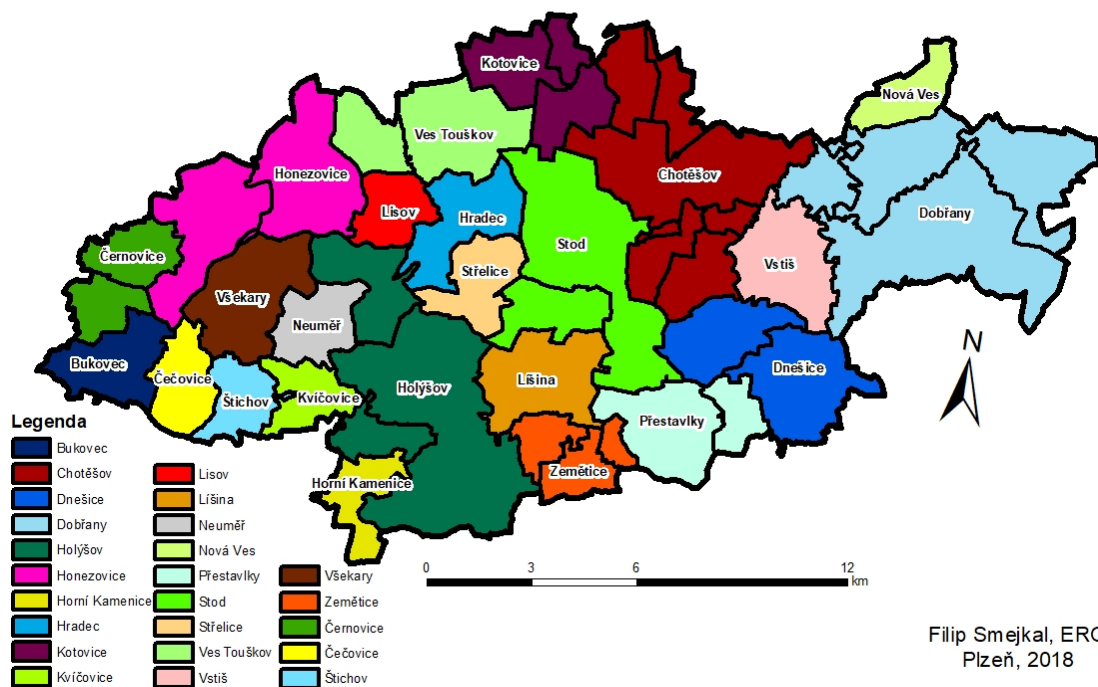 Kotovice
Nová Ves
Ves Touškov
Honezovice
Chotěšov
Lisov
Hradec
Dobřany
Stod
Černovice
Střelice
Vstiš
Všekary
Neuměř
Bukovec
Čečovice
Štichov
Kvíčovice
Holýšov
Líšina
Dnešice
Přestavlky
Zemětice
Horní Kamenice
N
Legenda
Bukovec
Chotěšov
Dnešice
Dobřany
Holýšov
Honezovice
Horní Kamenice
Hradec
Kotovice
Kvíčovice
Lisov
Líšina
Neuměř
Nová Ves
Přestavlky
Stod
Střelice
Ves Touškov
Vstiš
Všekary
Zemětice
Černovice
Čečovice
Štichov
0 3 6 12
km
Filip Smejkal, ERC
Plzeň, 2018